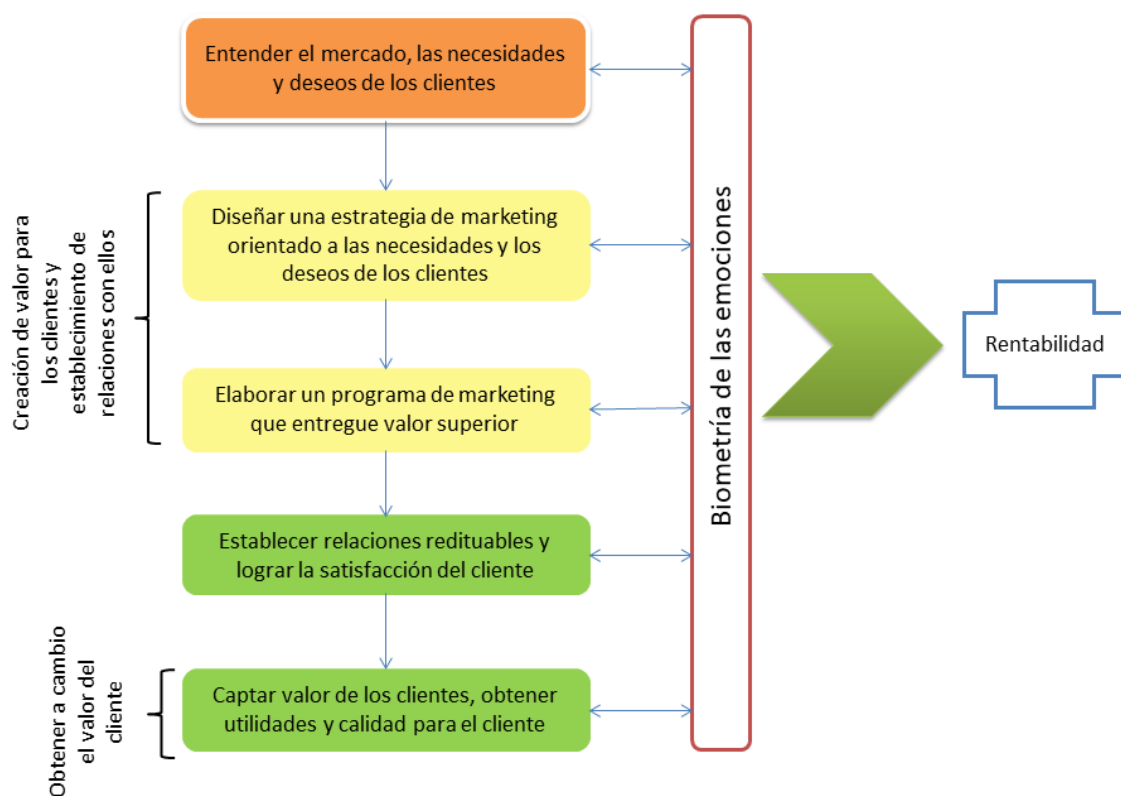 Entender el mercado, las necesidades
y deseos de los clientes
Creación de valor para
los clientes y
establecimiento de
relaciones con ellos
Diseñar una estrategia de marketing
orientado a las necesidades y los
deseos de los clientes
Elaborar un programa de marketing
que entregue valor superior
Establecer relaciones redituables y
lograr la satisfacción del cliente
Obtener a cambio
el valor del
cliente
Captar valor de los clientes, obtener
utilidades y calidad para el cliente
Biometría de las emociones
Rentabilidad